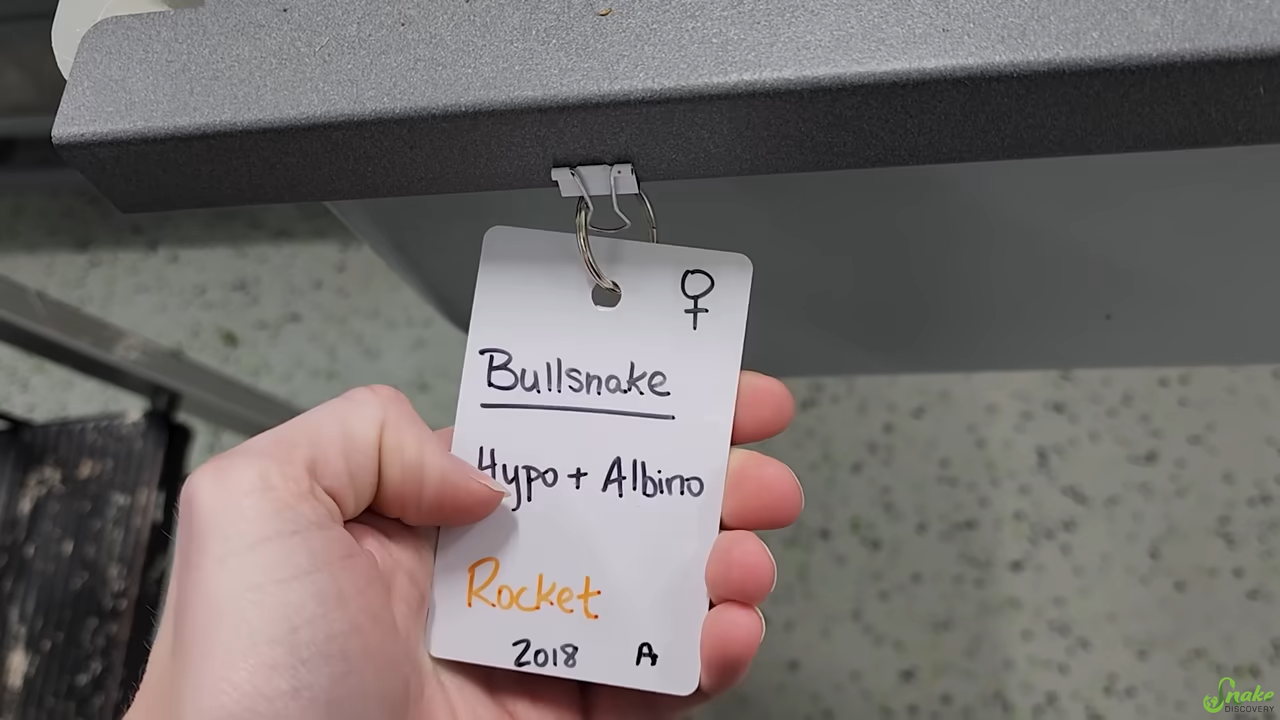 ♀
Bullsnake
Hypo + Albino
Rocket
2018 A
Snake
DISCOVERY